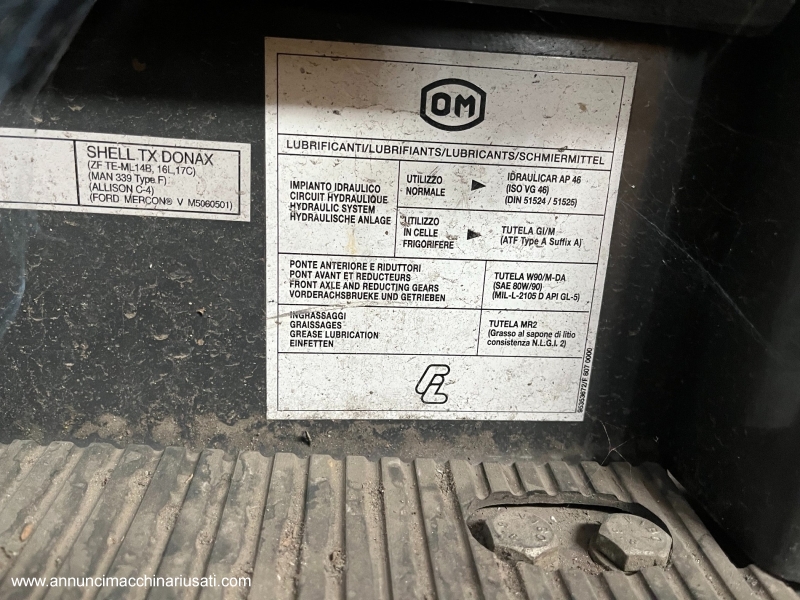 SHELL.TX DONAX
(ZF TE-ML14B, 16L,17C)
(MAN 339 Type F)
(ALLISON C-4)
(FORD MERCON® V M5060501)
OM
LUBRIFICANTI/LUBRIFIANTS/LUBRICANTS/SCHMIERMITTEL
IMPIANTO IDRAULICO
CIRCUIT HYDRAULIQUE
HYDRAULIC SYSTEM
HYDRAULISCHE ANLAGE
UTILIZZO
NORMALE
IDRAULICAR AP 46
(ISO VG 46)
(DIN 51524 / 51525)
UTILIZZO
IN CELLE
FRIGORIFERE
TUTELA GI/M
(ATF Type A Suffix A)
PONTE ANTERIORE E RIDUTTORI
PONT AVANT ET REDUCTEURS
FRONT AXLE AND REDUCING GEARS
VORDERACHSBRUEKE UND GETRIEBEN
TUTELA W90/M-DA
(SAE 80W/90)
(MIL-L-2105 D API GL-5)
INGRASSAGGI
GRAISSAGES
GREASE LUBRICATION
EINFETTEN
TUTELA MR2
(Grasso al sapone di litio
consistenza N.L.G.I. 2)
www.annuncimacchinariusati.com